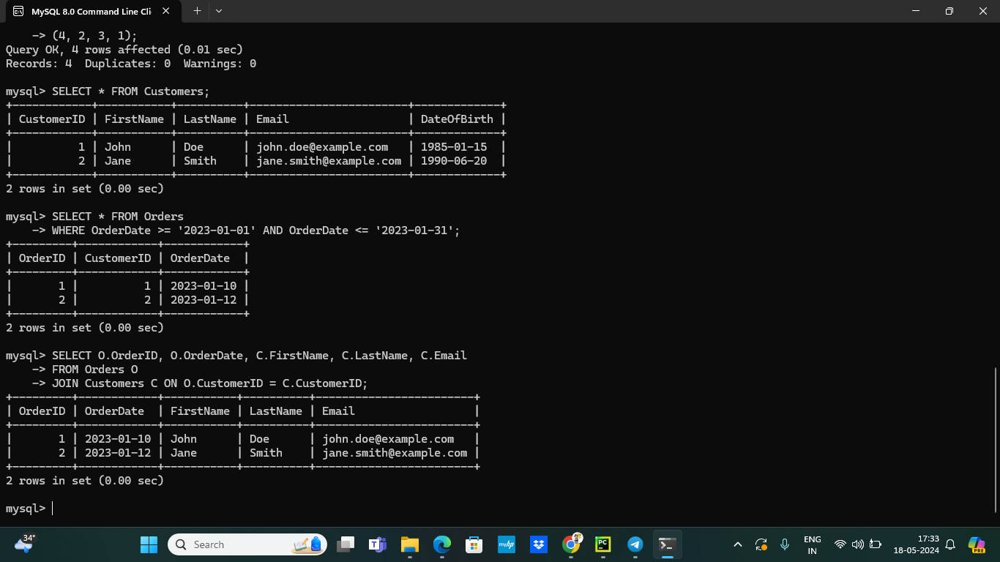 MySQL 8.0 Command Line Cli
    -> (4, 2, 3, 1);
Query OK, 4 rows affected (0.01 sec)
Records: 4  Duplicates: 0  Warnings: 0
mysql> SELECT * FROM Customers;
+------------+-----------+----------+------------------------+-------------+
| CustomerID | FirstName | LastName | Email                  | DateOfBirth |
+------------+-----------+----------+------------------------+-------------+
|          1 | John      | Doe      | john.doe@example.com   | 1985-01-15  |
|          2 | Jane      | Smith    | jane.smith@example.com | 1990-06-20  |
+------------+-----------+----------+------------------------+-------------+
2 rows in set (0.00 sec)
mysql> SELECT * FROM Orders
    -> WHERE OrderDate >= '2023-01-01' AND OrderDate <= '2023-01-31';
+---------+------------+------------+
| OrderID | CustomerID | OrderDate  |
+---------+------------+------------+
|       1 |          1 | 2023-01-10 |
|       2 |          2 | 2023-01-12 |
+---------+------------+------------+
2 rows in set (0.00 sec)
mysql> SELECT O.OrderID, O.OrderDate, C.FirstName, C.LastName, C.Email
    -> FROM Orders O
    -> JOIN Customers C ON O.CustomerID = C.CustomerID;
+---------+------------+-----------+----------+------------------------+
| OrderID | OrderDate  | FirstName | LastName | Email                  |
+---------+------------+-----------+----------+------------------------+
|       1 | 2023-01-10 | John      | Doe      | john.doe@example.com   |
|       2 | 2023-01-12 | Jane      | Smith    | jane.smith@example.com |
+---------+------------+-----------+----------+------------------------+
2 rows in set (0.00 sec)
mysql>
34°
Search
myhp
PC
ENG
IN
17:33
18-05-2024
PRE